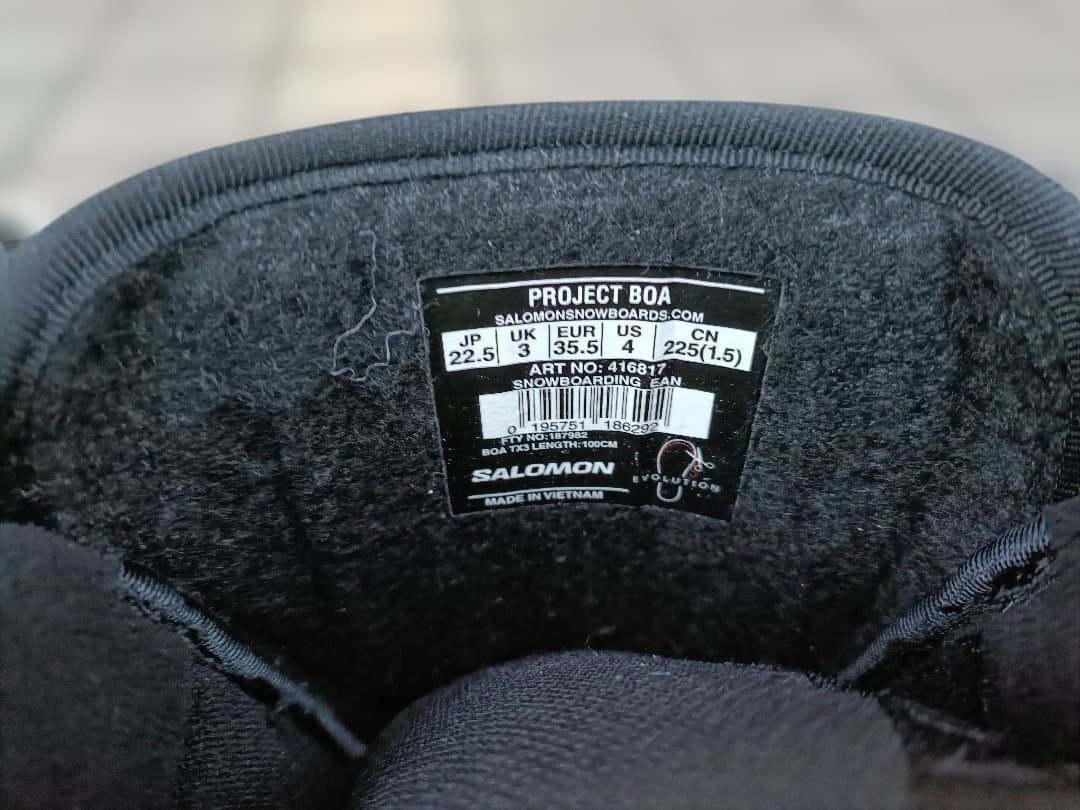 PROJECT BOA
SALOMONSNOWBOARDS.COM
JP UK EUR US CN
22.5 3 35.5 4 225(1.5)
ART NO: 416817
SNOWBOARDING EAN
0 195751 186292
FTY NO:187982
BOA TX3 LENGTH:100CM
SALOMON
EVOLUTION
MADE IN VIETNAM